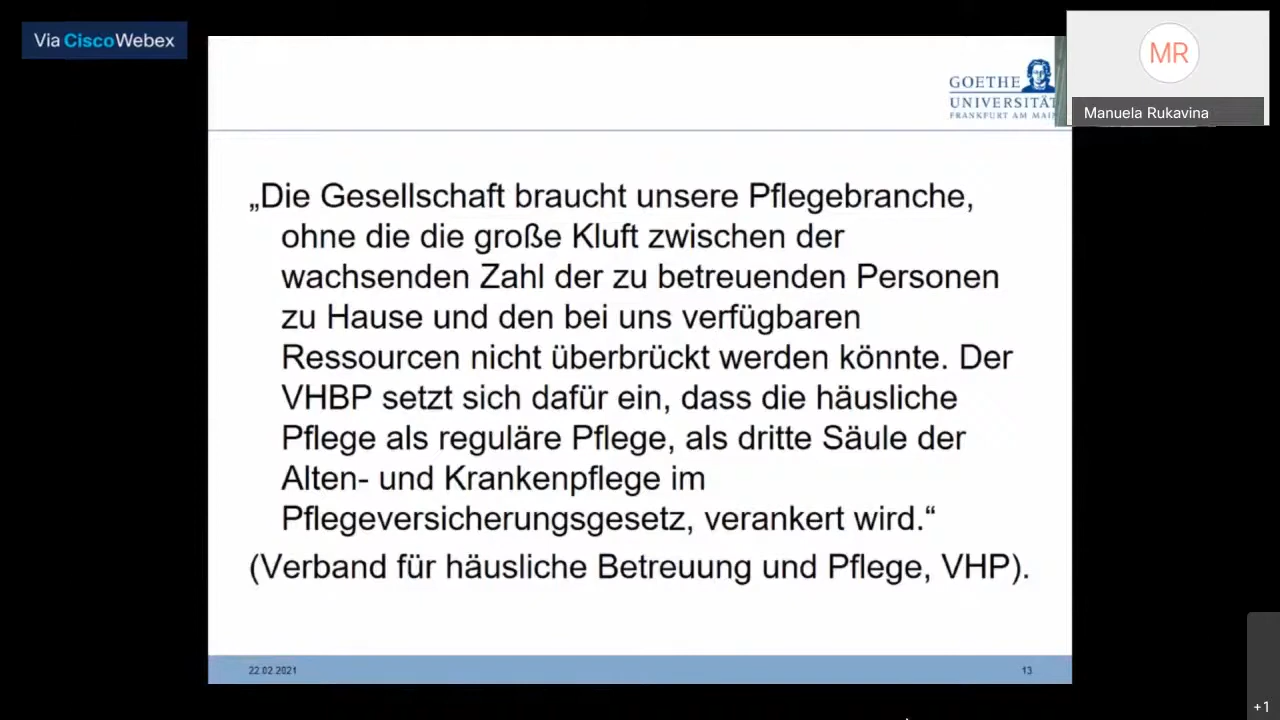 Via Cisco Webex
GOETHE
UNIVERSITÄT
FRANKFURT AM MAIN
MR
Manuela Rukavina
„Die Gesellschaft braucht unsere Pflegebranche,
ohne die die große Kluft zwischen der
wachsenden Zahl der zu betreuenden Personen
zu Hause und den bei uns verfügbaren
Ressourcen nicht überbrückt werden könnte. Der
VHBP setzt sich dafür ein, dass die häusliche
Pflege als reguläre Pflege, als dritte Säule der
Alten- und Krankenpflege im
Pflegeversicherungsgesetz, verankert wird.“
(Verband für häusliche Betreuung und Pflege, VHP).
22.02.2021
13
+1